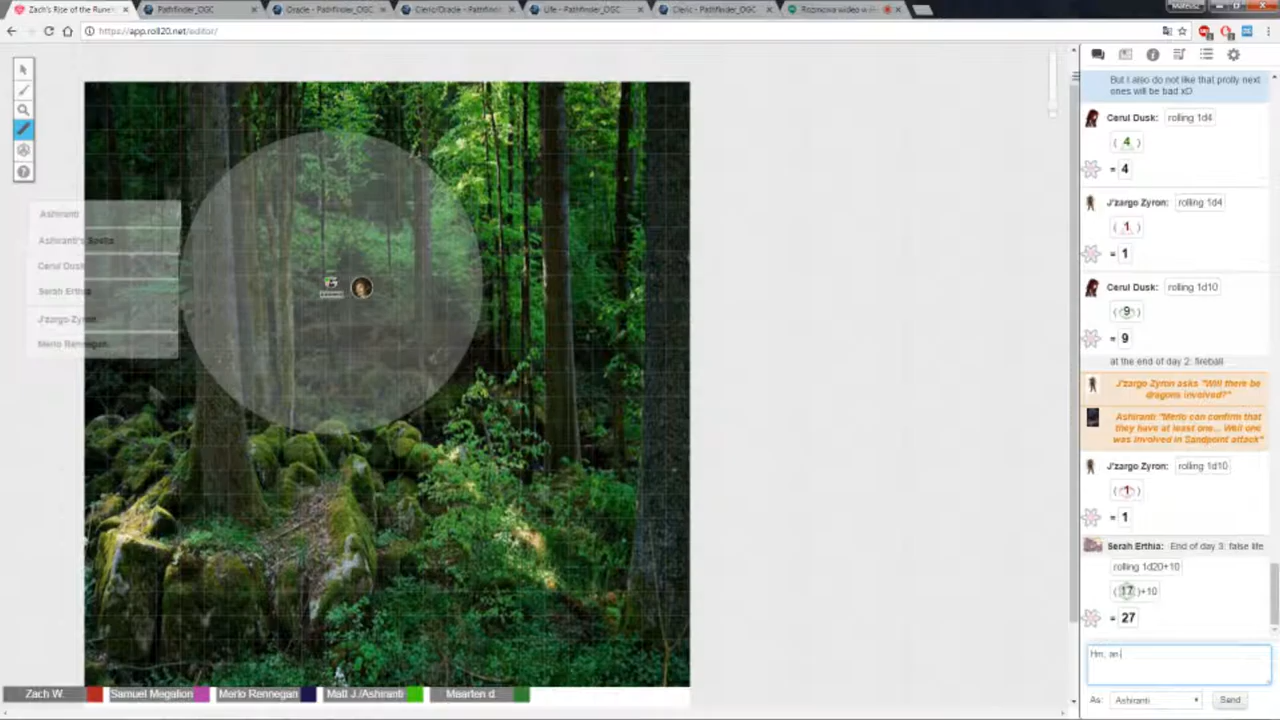 Zach's Rise of the Rune
Pathfinder_OGC
Oracle - Pathfinder_OGC
Cleric/Oracle - Pathfinder
Life - Pathfinder_OGC
Cleric - Pathfinder_OGC
Rozmowa wideo w
Mateusz
https://app.roll20.net/editor/
But I also do not like that prolly next
ones will be bad xD
Cerul Dusk: rolling 1d4
(4)
= 4
J'zargo Zyron: rolling 1d4
(1)
= 1
Cerul Dusk: rolling 1d10
(9)
= 9
at the end of day 2: fireball
J'zargo Zyron asks "Will there be
dragons involved?"
Ashiranti "Merlo can confirm that
they have at least one... Well one
was involved in Sandpoint attack"
J'zargo Zyron: rolling 1d10
(1)
= 1
Serah Erthia: End of day 3: false life
rolling 1d20+10
(17)+10
= 27
Hm, an
As: Ashiranti Send
Ashiranti
Cerul Dusk
Serah Erthia
J'zargo Zyron
Merlo Rennegan
Zach W.
Samuel Megalion
Merlo Rennegan
Matt J./Ashiranti
Maarten d.